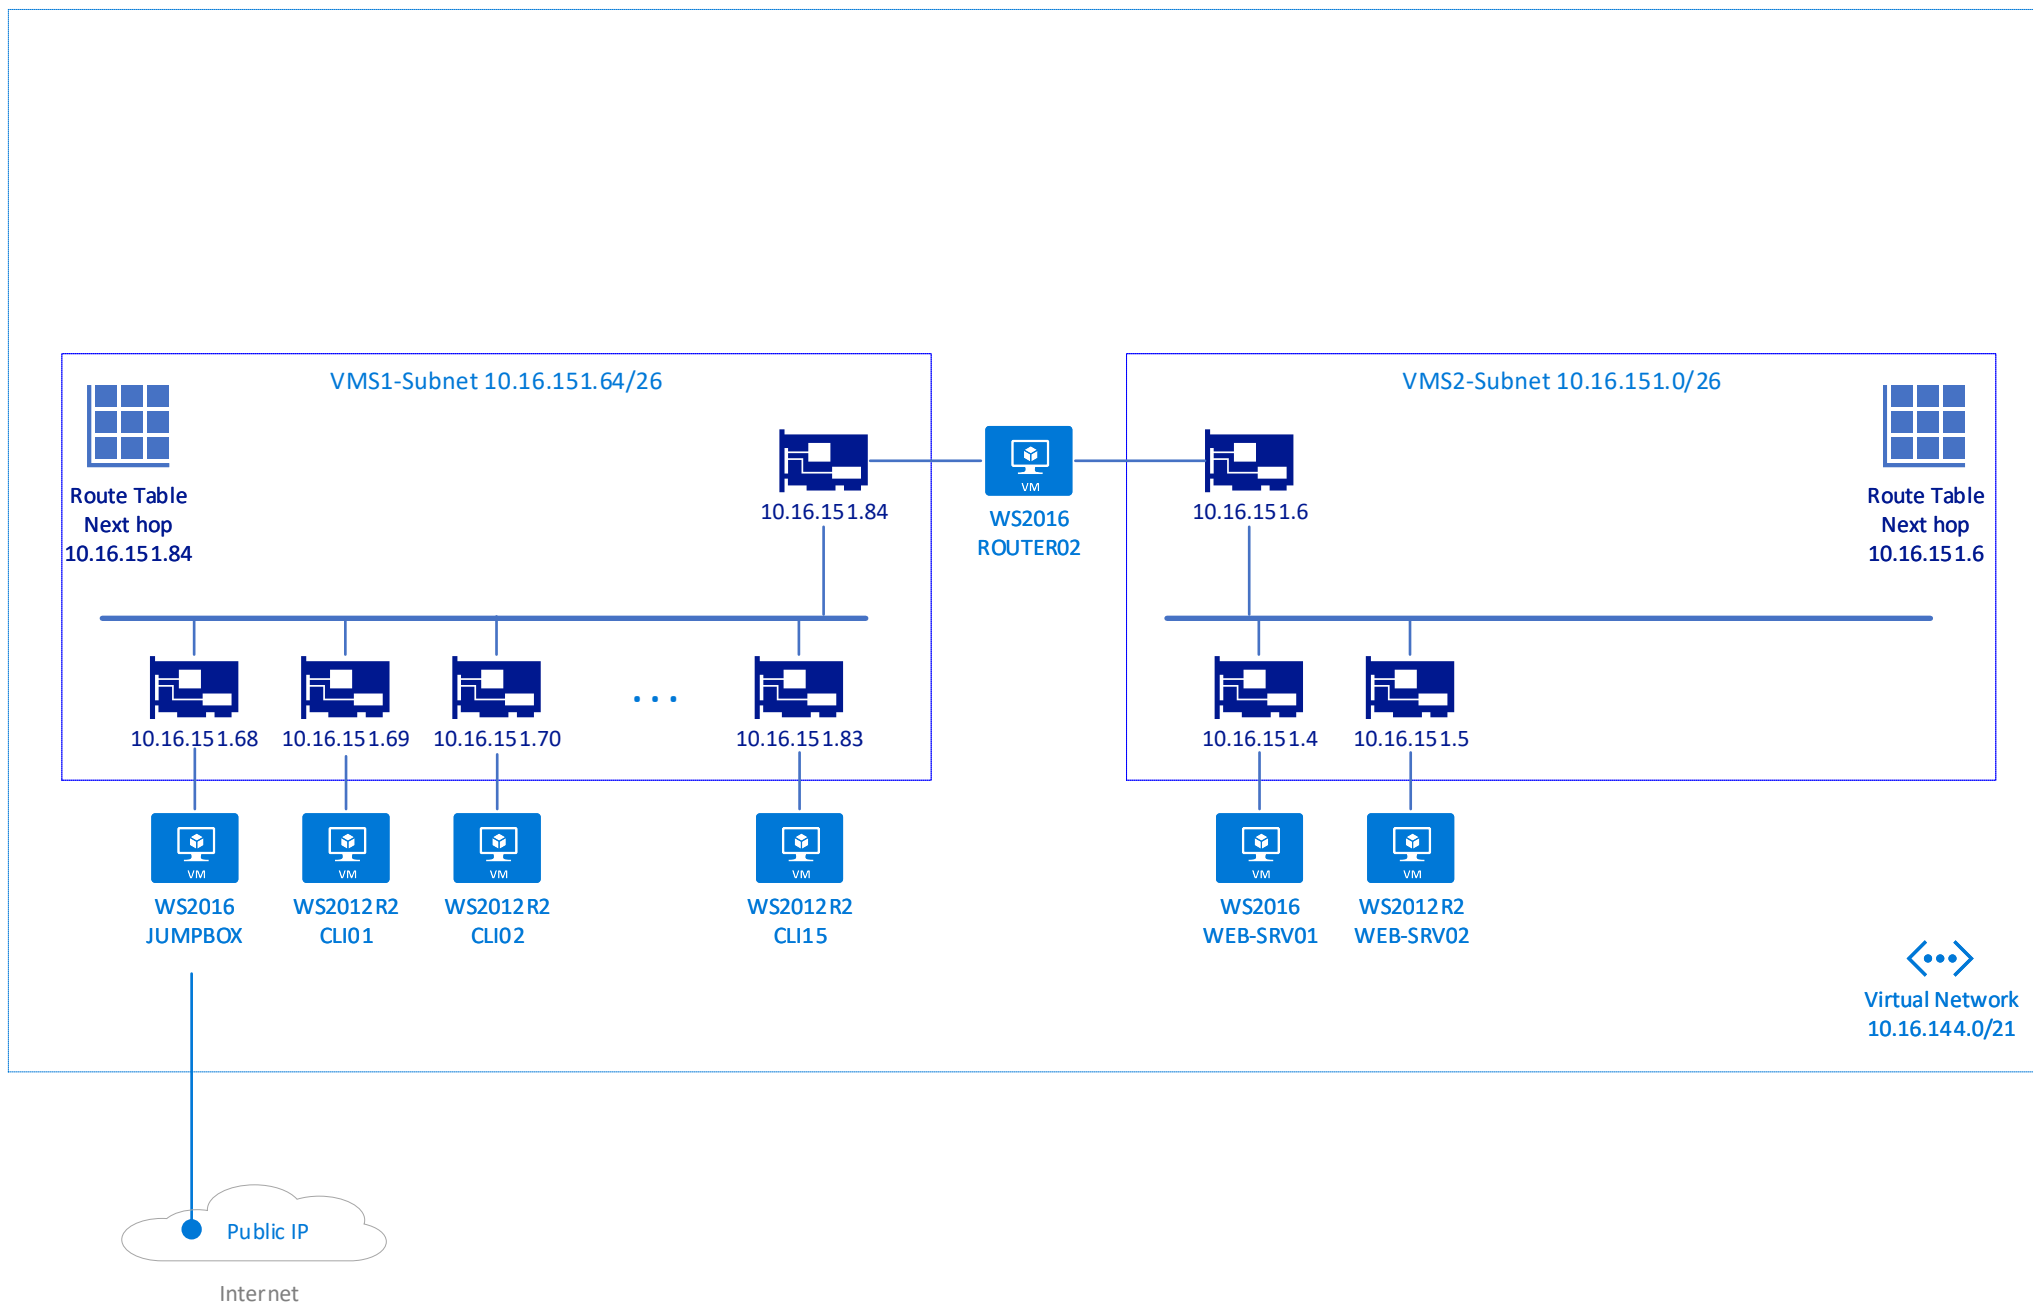 VMS1-Subnet 10.16.151.64/26
Route Table
Next hop
10.16.151.84
10.16.151.84
VM
WS2016
ROUTER02
VMS2-Subnet 10.16.151.0/26
10.16.151.6
Route Table
Next hop
10.16.151.6
10.16.151.68
10.16.151.69
10.16.151.70
...
10.16.151.83
10.16.151.4
10.16.151.5
VM
WS2016
JUMPBOX
VM
WS2012R2
CLI01
VM
WS2012R2
CLI02
VM
WS2012R2
CLI15
VM
WS2016
WEB-SRV01
VM
WS2012R2
WEB-SRV02
Virtual Network
10.16.144.0/21
Public IP
Internet